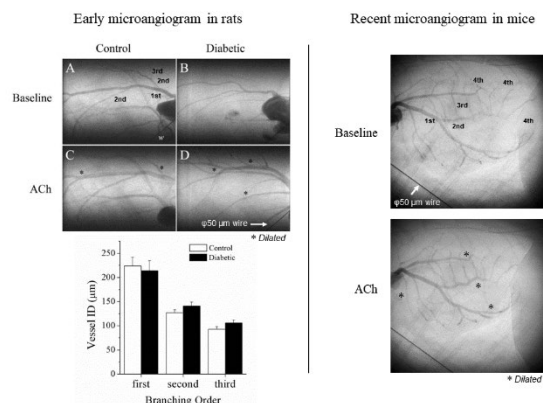 Early microangiogram in rats
Control
Diabetic
Baseline
A
3rd
2nd
2nd
1st
w
B
ACh
C
*
*
D
*
*
*
φ50 μm wire
* Dilated
Vessel ID (μm)
250
200
150
100
50
0
Control
Diabetic
first
second
third
Branching Order
Recent microangiogram in mice
Baseline
4th
4th
3rd
4th
1st
2nd
φ50 μm wire
ACh
*
*
*
*
* Dilated